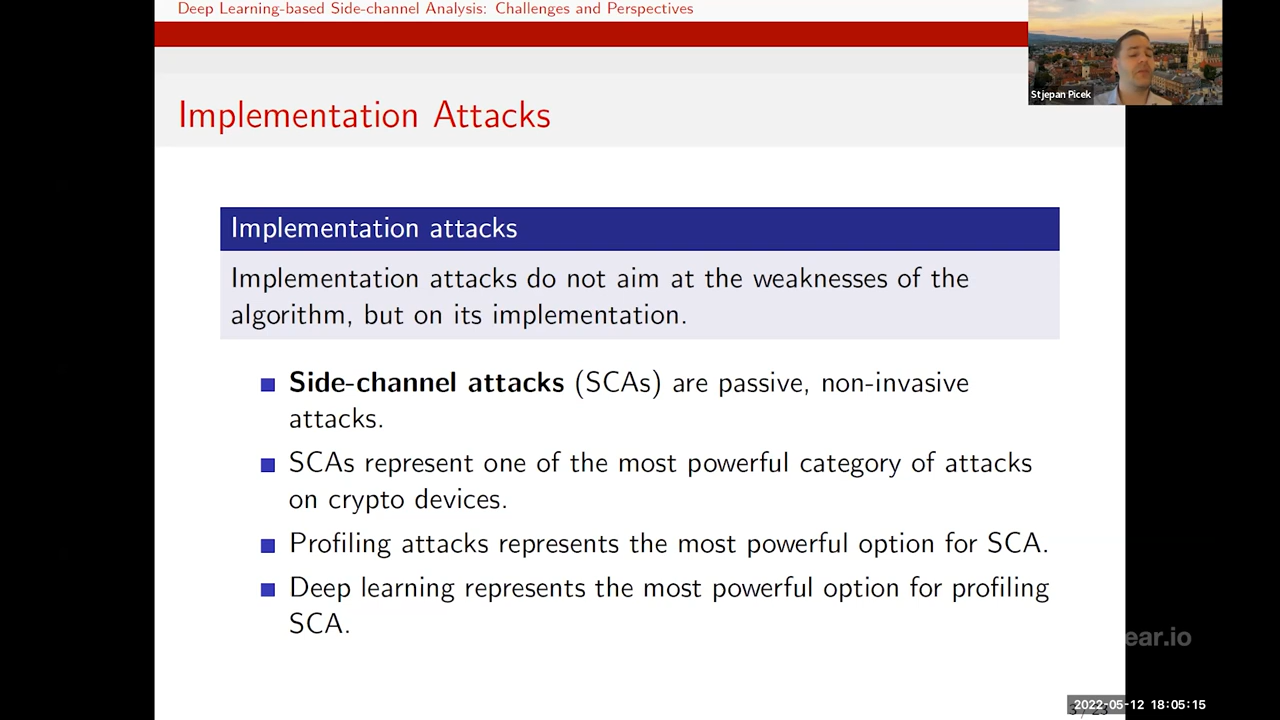 Deep Learning-based Side-channel Analysis: Challenges and Perspectives
Stjepan Picek
Implementation Attacks
Implementation attacks
Implementation attacks do not aim at the weaknesses of the
algorithm, but on its implementation.
Side-channel attacks (SCAs) are passive, non-invasive
attacks.
SCAs represent one of the most powerful category of attacks
on crypto devices.
Profiling attacks represents the most powerful option for SCA.
Deep learning represents the most powerful option for profiling
SCA.
ear.io
2022-05-12 18:05:15